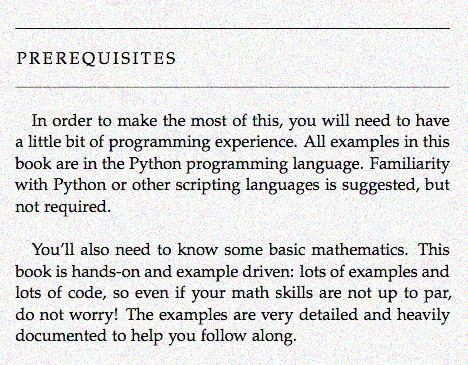 PREREQUISITES
In order to make the most of this, you will need to have
a little bit of programming experience. All examples in this
book are in the Python programming language. Familiarity
with Python or other scripting languages is suggested, but
not required.
You'll also need to know some basic mathematics. This
book is hands-on and example driven: lots of examples and
lots of code, so even if your math skills are not up to par,
do not worry! The examples are very detailed and heavily
documented to help you follow along.